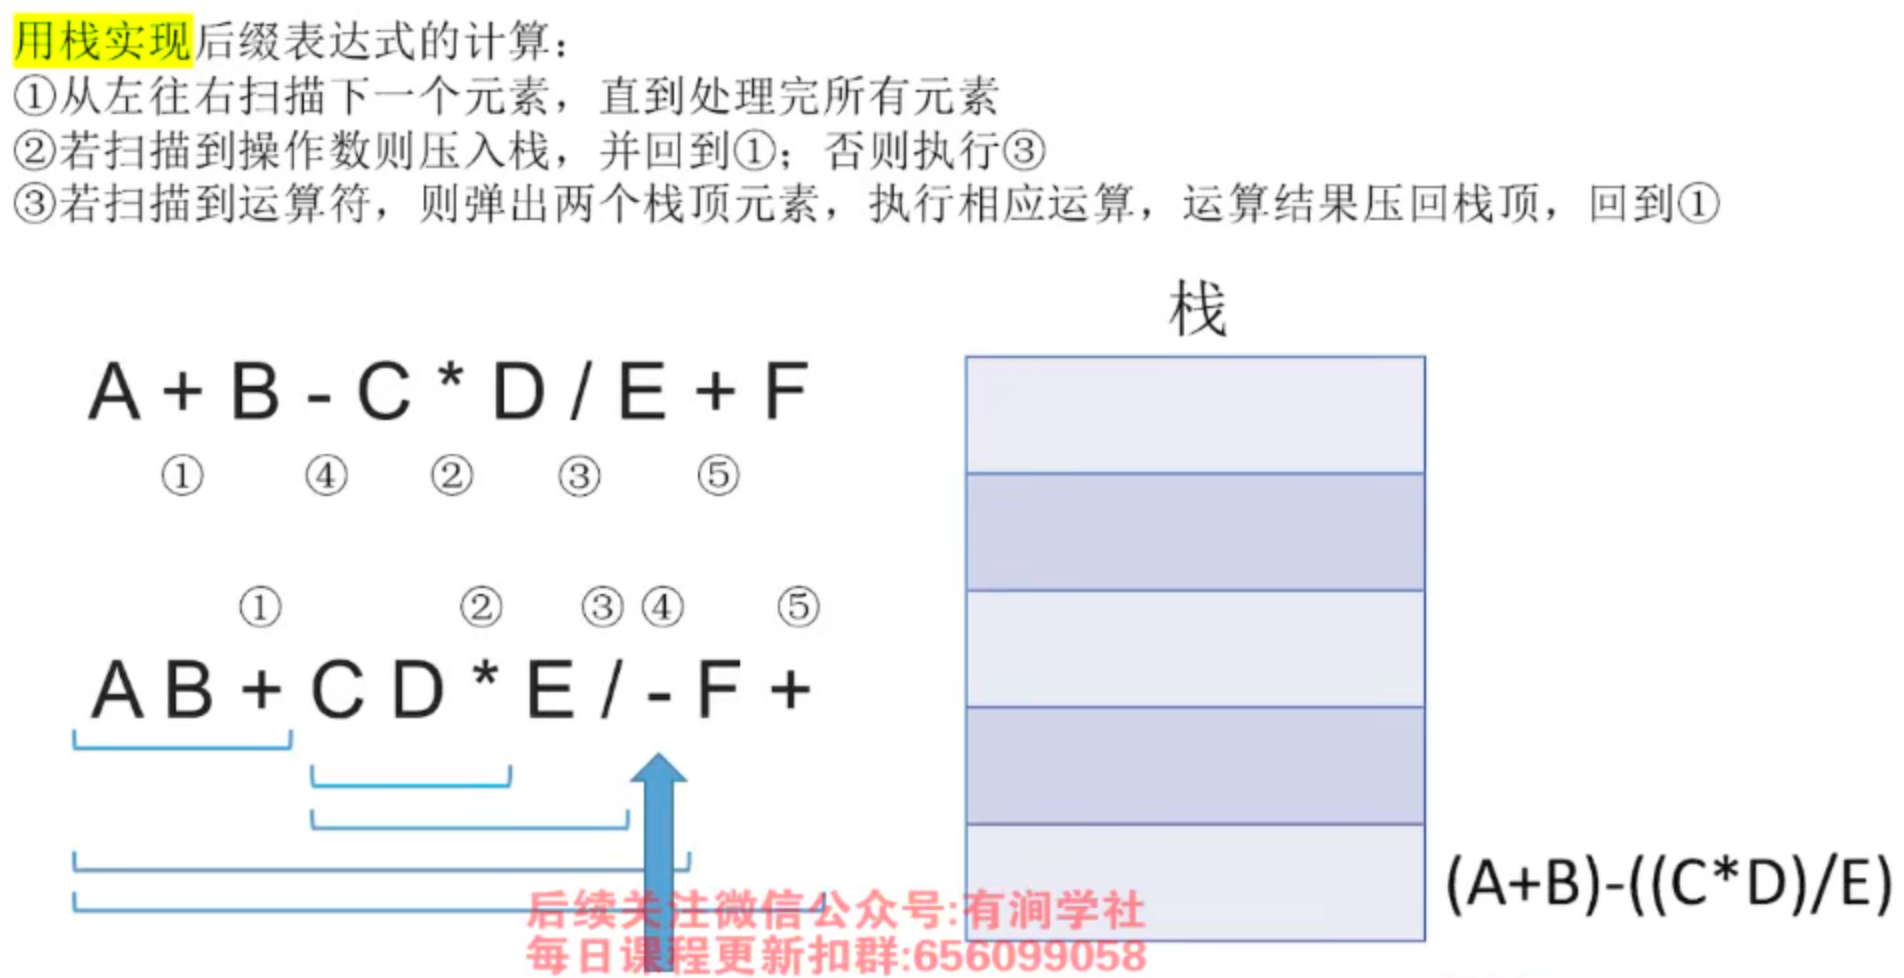 用栈实现后缀表达式的计算：
①从左往右扫描下一个元素，直到处理完所有元素
②若扫描到操作数则压入栈，并回到①；否则执行③
③若扫描到运算符，则弹出两个栈顶元素，执行相应运算，运算结果压回栈顶，回到①
栈
A + B - C * D / E + F
① ④ ② ③ ⑤
① ② ③ ④ ⑤
A B + C D * E / - F +
(A+B)-((C*D)/E)
后续关注微信公众号:有涧学社
每日课程更新扣群:656099058